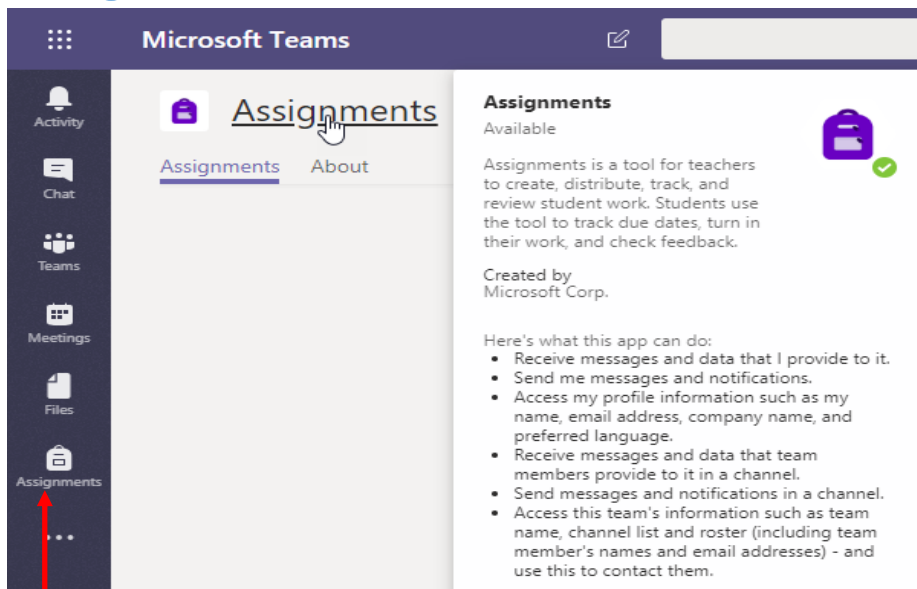 Microsoft Teams
Activity
Chat
Teams
Meetings
Files
Assignments
Assignments
Assignments
About
Assignments
Available
Assignments is a tool for teachers
to create, distribute, track, and
review student work. Students use
the tool to track due dates, turn in
their work, and check feedback.
Created by
Microsoft Corp.
Here's what this app can do:
• Receive messages and data that I provide to it.
• Send me messages and notifications.
• Access my profile information such as my
name, email address, company name, and
preferred language.
• Receive messages and data that team
members provide to it in a channel.
• Send messages and notifications in a channel.
• Access this team's information such as team
name, channel list and roster (including team
member's names and email addresses) - and
use this to contact them.